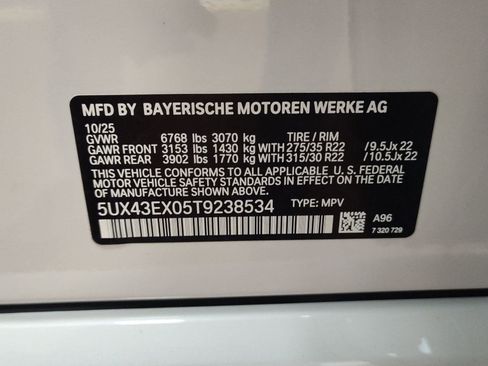 MFD BY BAYERISCHE MOTOREN WERKE AG
10/25
GVWR 6768 lbs 3070 kg TIRE / RIM
GAWR FRONT 3153 lbs 1430 kg WITH 275/35 R22 / 9.5Jx 22
GAWR REAR 3902 lbs 1770 kg WITH 315/30 R22 / 10.5Jx 22
THIS VEHICLE CONFORMS TO ALL APPLICABLE U. S. FEDERAL
MOTOR VEHICLE SAFETY STANDARDS IN EFFECT ON
THE DATE OF MANUFACTURE SHOWN ABOVE.
5UX43EX05T9238534 TYPE: MPV
A96
7 320 729